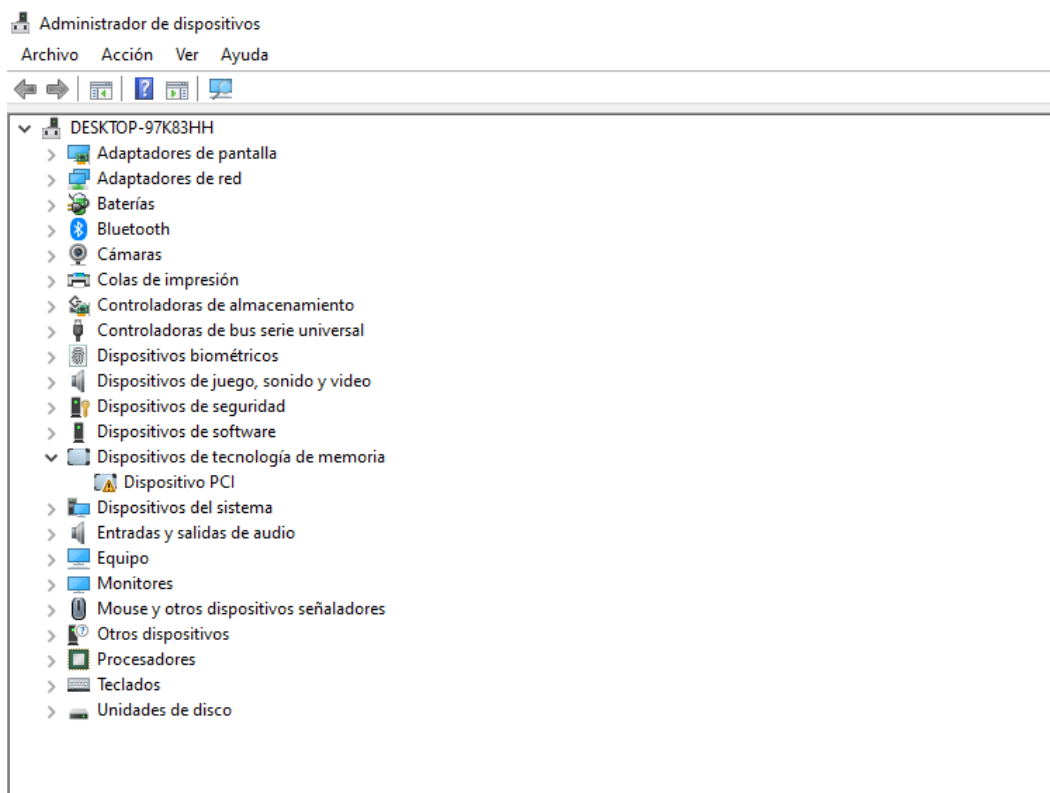 Administrador de dispositivos
Archivo Acción Ver Ayuda
?
DESKTOP-97K83HH
Adaptadores de pantalla
Adaptadores de red
Baterías
Bluetooth
Cámaras
Colas de impresión
Controladoras de almacenamiento
Controladoras de bus serie universal
Dispositivos biométricos
Dispositivos de juego, sonido y video
Dispositivos de seguridad
Dispositivos de software
Dispositivos de tecnología de memoria
Dispositivo PCI
Dispositivos del sistema
Entradas y salidas de audio
Equipo
Monitores
Mouse y otros dispositivos señaladores
Otros dispositivos
Procesadores
Teclados
Unidades de disco